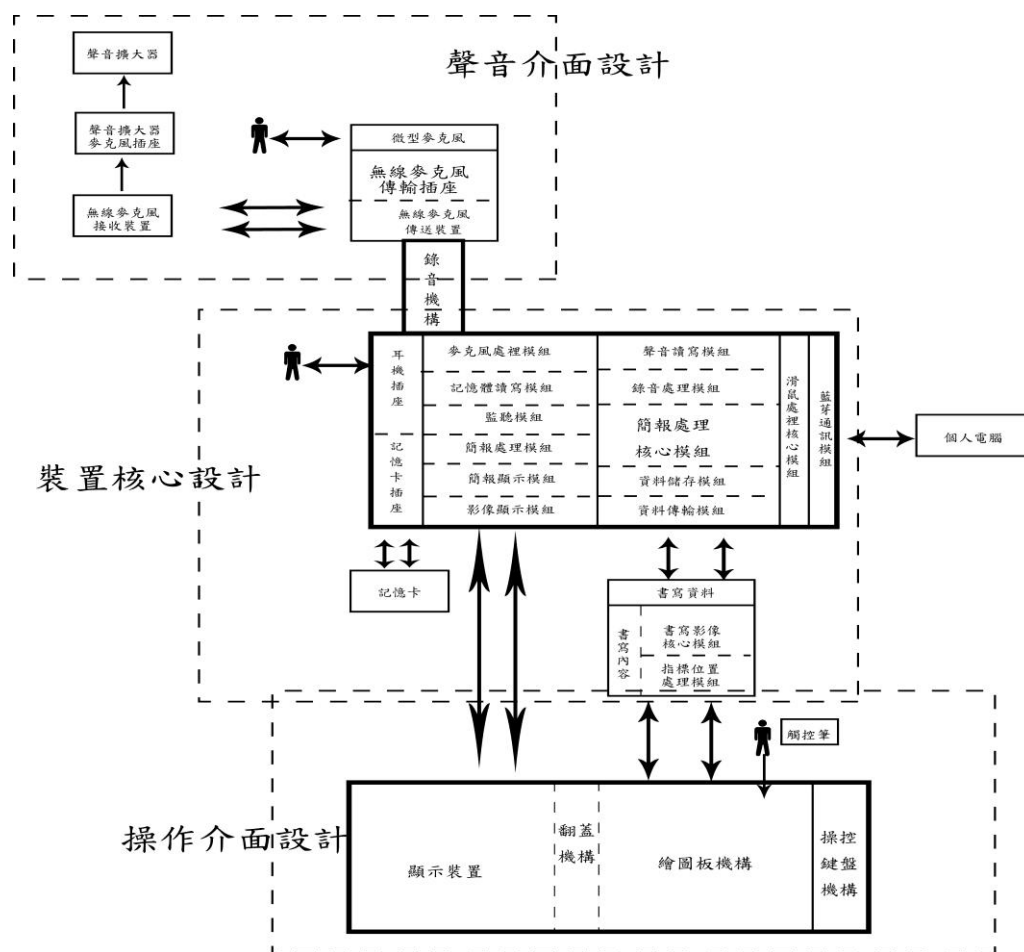 聲音擴大器
聲音介面設計
聲音擴大器
麥克風插座
微型麥克風
無線麥克風
傳輸插座
無線麥克風
接收裝置
無線麥克風
傳送裝置
錄音機構
耳機插座
麥克風處裡模組
聲音讀寫模組
記憶體讀寫模組
錄音處理模組
監聽模組
簡報處理
核心模組
滑鼠處裡核心模組
藍芽通訊模組
個人電腦
裝置核心設計
記憶卡插座
簡報處理模組
簡報顯示模組
資料儲存模組
影像顯示模組
資料傳輸模組
記憶卡
書寫資料
書寫內容
書寫影像
核心模組
指標位置
處理模組
觸控筆
操作介面設計
顯示裝置
翻蓋
機構
繪圖板機構
操控
鍵盤
機構